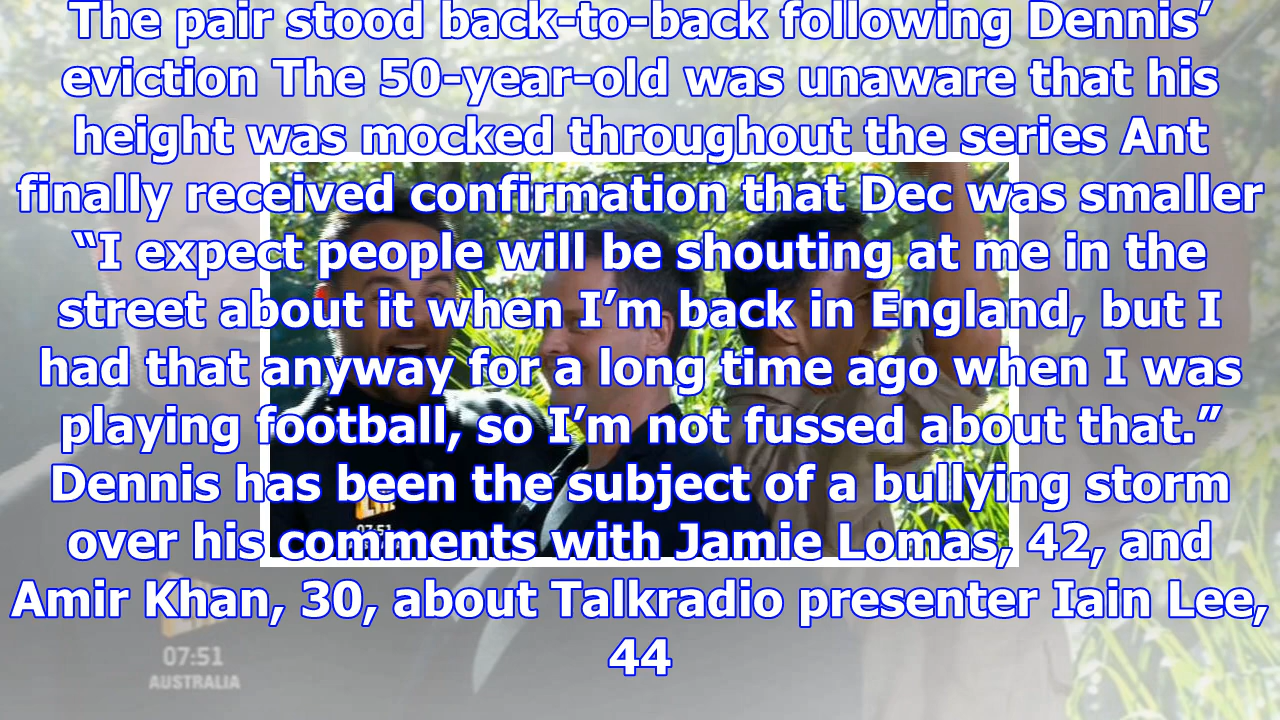 The pair stood back-to-back following Dennis’
eviction The 50-year-old was unaware that his
height was mocked throughout the series Ant
finally received confirmation that Dec was smaller
“I expect people will be shouting at me in the
street about it when I’m back in England, but I
had that anyway for a long time ago when I was
playing football, so I’m not fussed about that.”
Dennis has been the subject of a bullying storm
over his comments with Jamie Lomas, 42, and
Amir Khan, 30, about Talkradio presenter Iain Lee,
44
07:51
07:51
AUSTRALIA